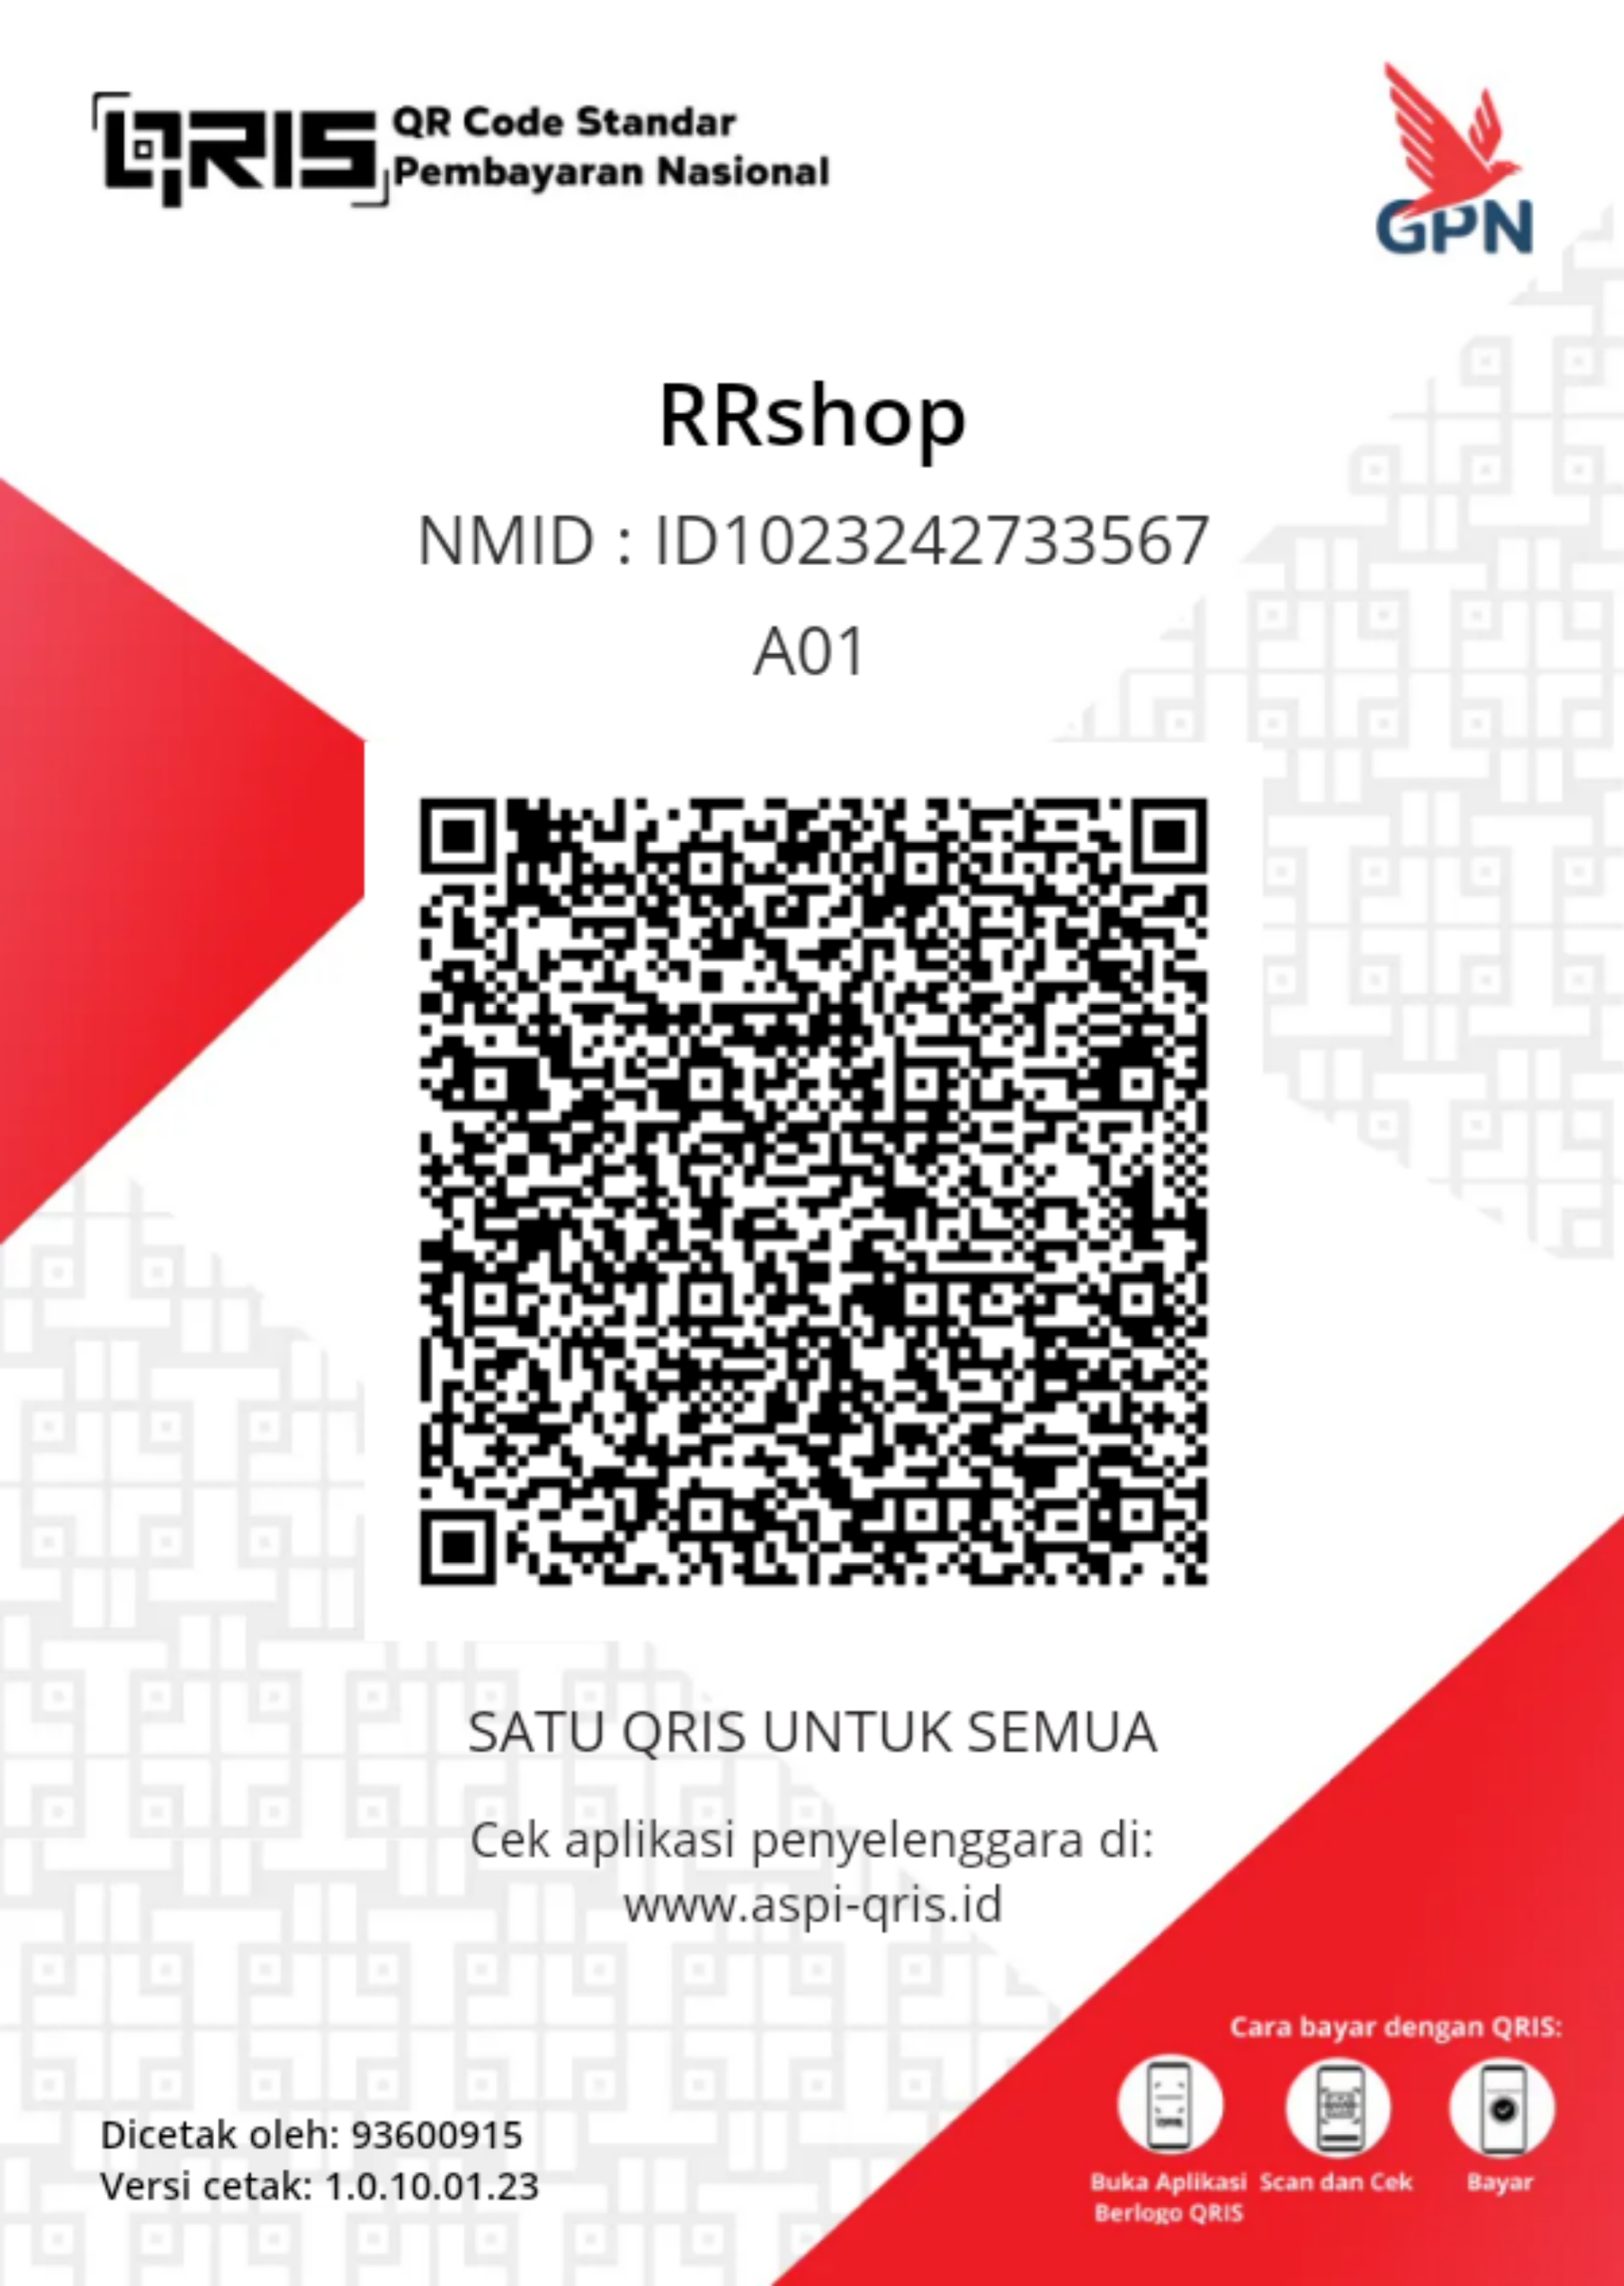 QRIS
QR Code Standar
Pembayaran Nasional
GPN
RRshop
NMID : ID1023242733567
A01
SATU QRIS UNTUK SEMUA
Cek aplikasi penyelenggara di:
www.aspi-qris.id
Cara bayar dengan QRIS:
Buka Aplikasi
Berlogo QRIS
Scan dan Cek
Bayar
Dicetak oleh: 93600915
Versi cetak: 1.0.10.01.23